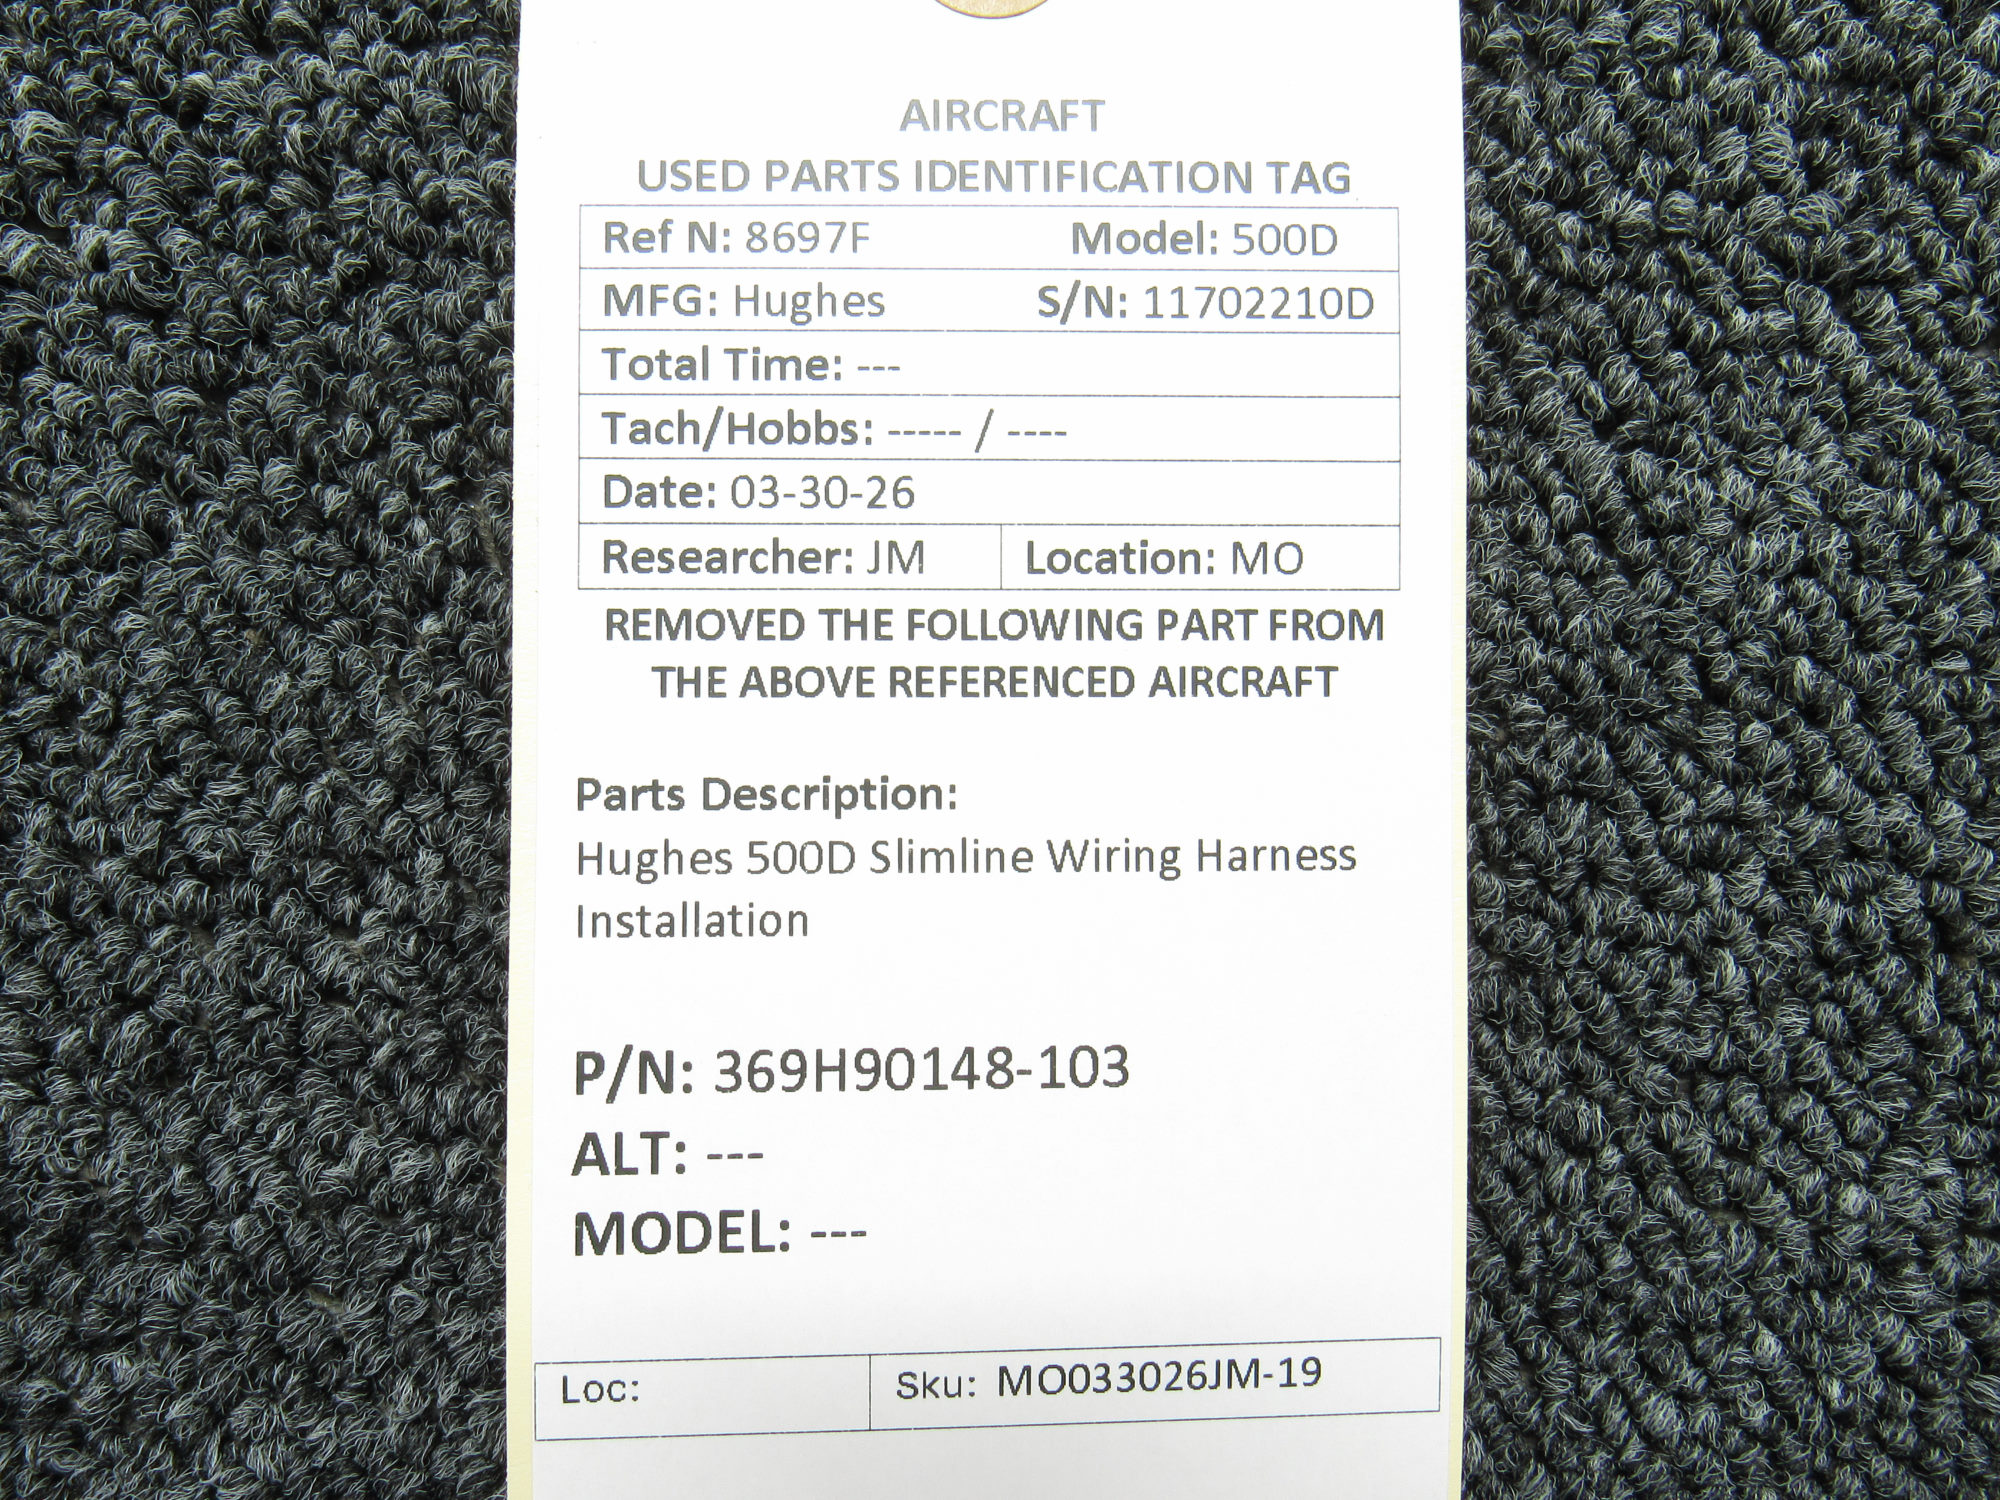 AIRCRAFT
USED PARTS IDENTIFICATION TAG
Ref N: 8697F Model: 500D
MFG: Hughes S/N: 11702210D
Total Time: ---
Tach/Hobbs: ----- / ----
Date: 03-30-26
Researcher: JM Location: MO
REMOVED THE FOLLOWING PART FROM
THE ABOVE REFERENCED AIRCRAFT
Parts Description:
Hughes 500D Slimline Wiring Harness
Installation
P/N: 369H90148-103
ALT: ---
MODEL: ---
Loc: Sku: MO033026JM-19